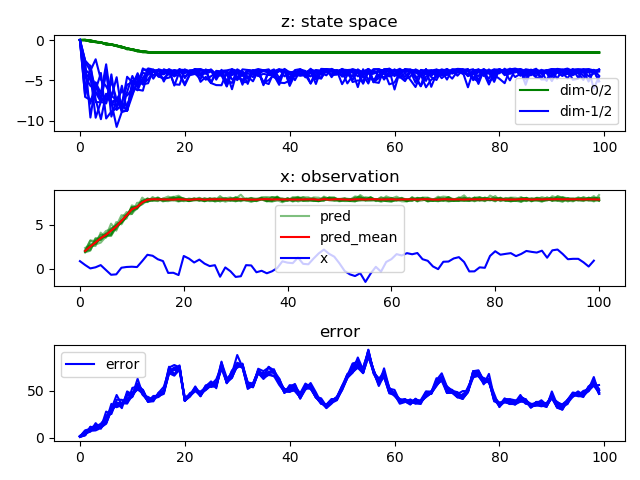 z: state space
0
−5
−10
dim-0/2
dim-1/2
0 20 40 60 80 100
x: observation
5
0
pred
pred_mean
x
0 20 40 60 80 100
error
error
50
0
0 20 40 60 80 100